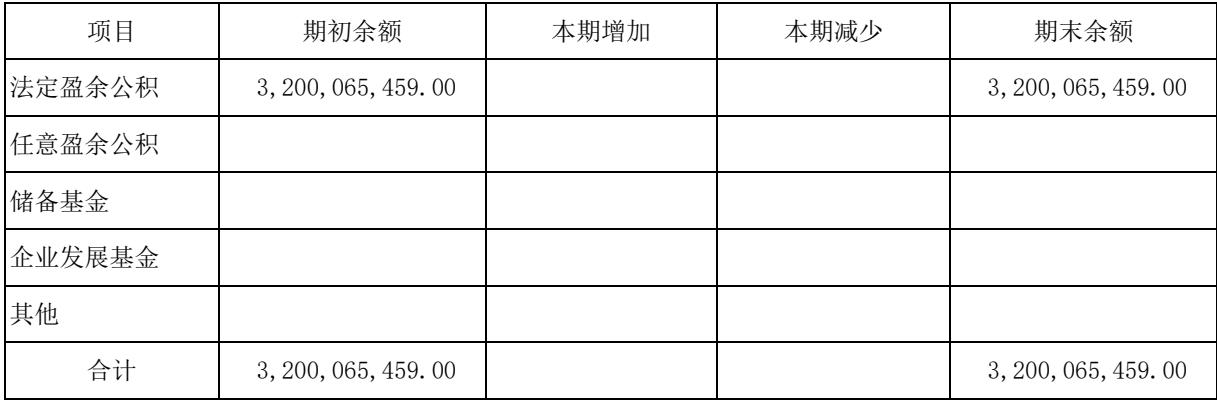 项目 期初余额 本期增加 本期减少 期末余额
法定盈余公积 3,200,065,459.00 3,200,065,459.00
任意盈余公积
储备基金
企业发展基金
其他
合计 3,200,065,459.00 3,200,065,459.00